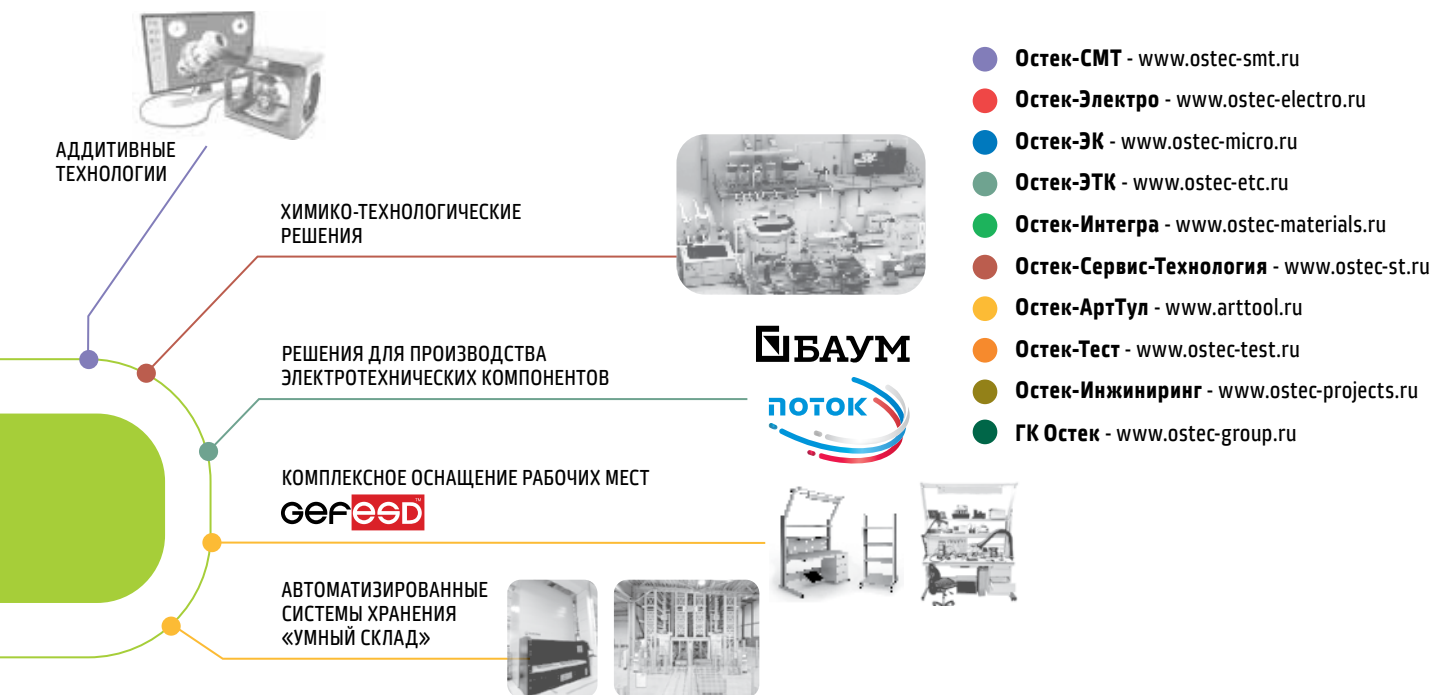 АДДИТИВНЫЕ
ТЕХНОЛОГИИ
ХИМИКО-ТЕХНОЛОГИЧЕСКИЕ
РЕШЕНИЯ
РЕШЕНИЯ ДЛЯ ПРОИЗВОДСТВА
ЭЛЕКТРОТЕХНИЧЕСКИХ КОМПОНЕНТОВ
БАУМ
ПОТОК
КОМПЛЕКСНОЕ ОСНАЩЕНИЕ РАБОЧИХ МЕСТ
GEFESD™
АВТОМАТИЗИРОВАННЫЕ
СИСТЕМЫ ХРАНЕНИЯ
«УМНЫЙ СКЛАД»
Остек-СМТ - www.ostec-smt.ru
Остек-Электро - www.ostec-electro.ru
Остек-ЭК - www.ostec-micro.ru
Остек-ЭТК - www.ostec-etc.ru
Остек-Интегра - www.ostec-materials.ru
Остек-Сервис-Технология - www.ostec-st.ru
Остек-АртТул - www.arttool.ru
Остек-Тест - www.ostec-test.ru
Остек-Инжиниринг - www.ostec-projects.ru
ГК Остек - www.ostec-group.ru